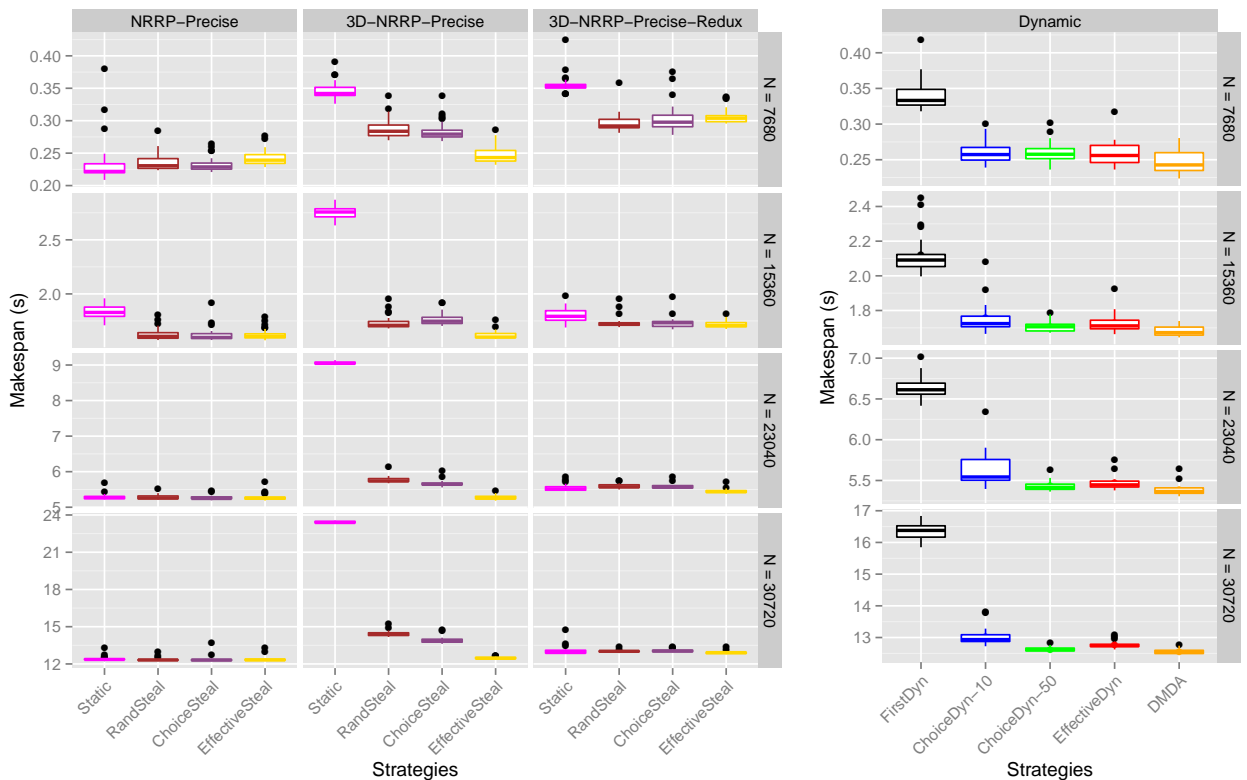 NRRP−Precise
3D−NRRP−Precise
3D−NRRP−Precise−Redux
0.40
0.35
0.30
0.25
0.20
N = 7680
2.5
2.0
N = 15360
9
8
7
6
5
N = 23040
24
21
18
15
12
N = 30720
Makespan (s)
Static
RandSteal
ChoiceSteal
EffectiveSteal
Static
RandSteal
ChoiceSteal
EffectiveSteal
Static
RandSteal
ChoiceSteal
EffectiveSteal
Strategies
Dynamic
0.40
0.35
0.30
0.25
N = 7680
2.4
2.2
2.0
1.8
N = 15360
7.0
6.5
6.0
5.5
N = 23040
17
16
15
14
13
N = 30720
Makespan (s)
FirstDyn
ChoiceDyn−10
ChoiceDyn−50
EffectiveDyn
DMDA
Strategies